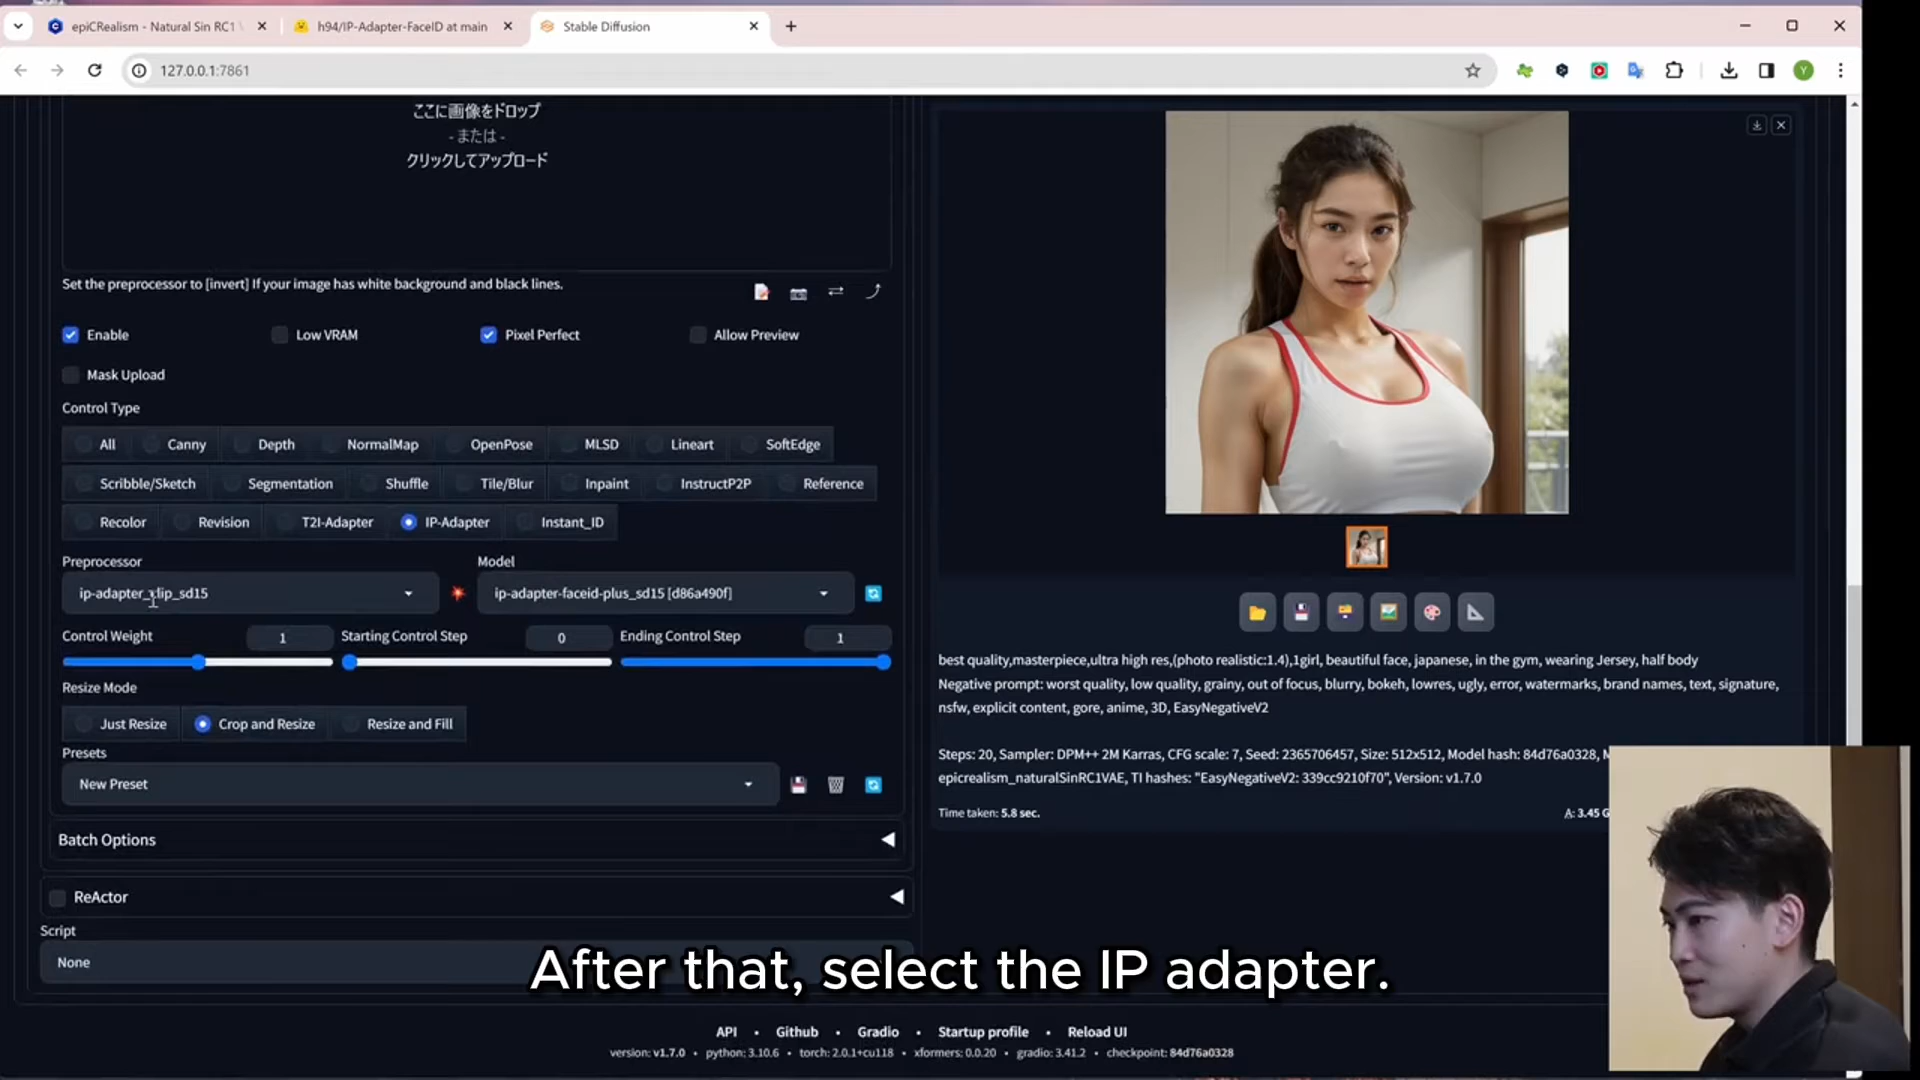 epiCRealism - Natural Sin RC1
h94/IP-Adapter-FaceID at main
Stable Diffusion
127.0.0.1:7861
Y
ここに画像をドロップ
- または -
クリックしてアップロード
Set the preprocessor to [invert] If your image has white background and black lines.
Enable
Low VRAM
Pixel Perfect
Allow Preview
Mask Upload
Control Type
All
Canny
Depth
NormalMap
OpenPose
MLSD
Lineart
SoftEdge
Scribble/Sketch
Segmentation
Shuffle
Tile/Blur
Inpaint
InstructP2P
Reference
Recolor
Revision
T2I-Adapter
IP-Adapter
Instant_ID
Preprocessor
Model
ip-adapter_clip_sd15
ip-adapter-faceid-plus_sd15 [d86a490f]
Control Weight
1
Starting Control Step
0
Ending Control Step
1
Resize Mode
Just Resize
Crop and Resize
Resize and Fill
Presets
New Preset
Batch Options
ReActor
Script
None
best quality,masterpiece,ultra high res,(photo realistic:1.4),1girl, beautiful face, japanese, in the gym, wearing Jersey, half body
Negative prompt: worst quality, low quality, grainy, out of focus, blurry, bokeh, lowres, ugly, error, watermarks, brand names, text, signature,
nsfw, explicit content, gore, anime, 3D, EasyNegativeV2
Steps: 20, Sampler: DPM++ 2M Karras, CFG scale: 7, Seed: 2365706457, Size: 512x512, Model hash: 84d76a0328, M
epicrealism_naturalSinRC1VAE, TI hashes: "EasyNegativeV2: 339cc9210f70", Version: v1.7.0
Time taken: 5.8 sec.
A: 3.45 G
After that, select the IP adapter.
API • Github • Gradio • Startup profile • Reload UI
version: v1.7.0 • python: 3.10.6 • torch: 2.0.1+cu118 • xformers: 0.0.20 • gradio: 3.41.2 • checkpoint: 84d76a0328